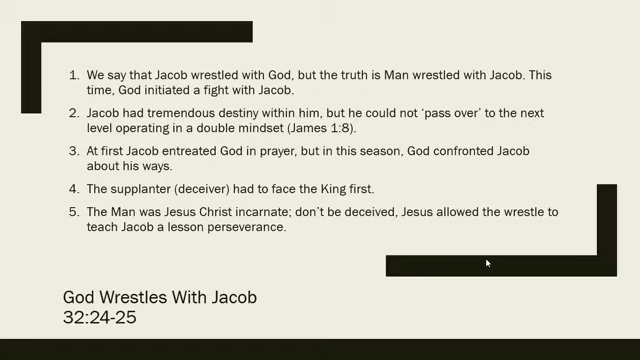 1. We say that Jacob wrestled with God, but the truth is Man wrestled with Jacob. This
time, God initiated a fight with Jacob.
2. Jacob had tremendous destiny within him, but he could not ‘pass over’ to the next
level operating in a double mindset (James 1:8).
3. At first Jacob entreated God in prayer, but in this season, God confronted Jacob
about his ways.
4. The supplanter (deceiver) had to face the King first.
5. The Man was Jesus Christ incarnate; don’t be deceived, Jesus allowed the wrestle to
teach Jacob a lesson perseverance.
God Wrestles With Jacob
32:24-25